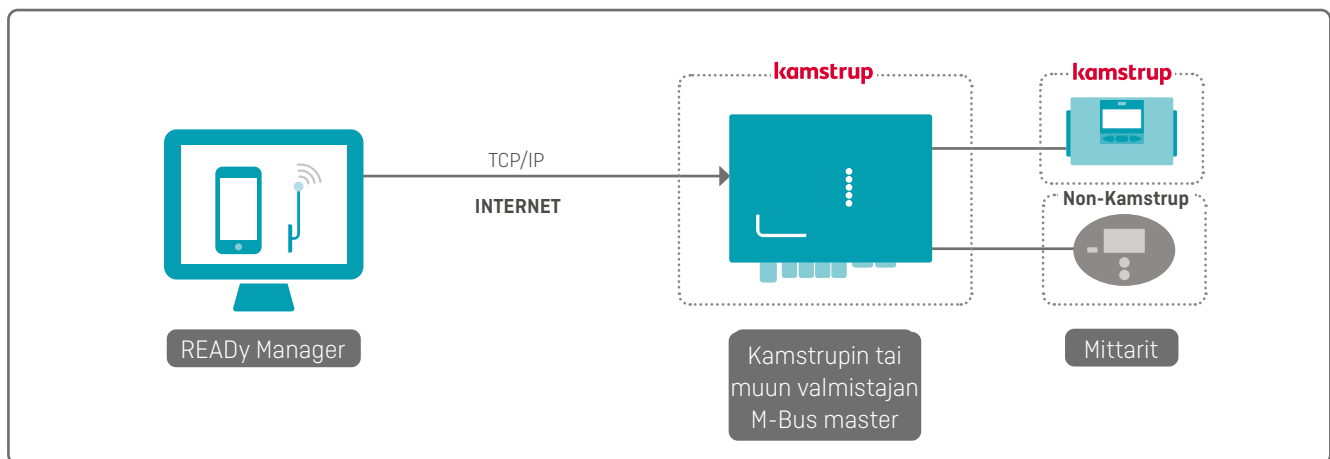 kamstrup
kamstrup
TCP/IP
INTERNET
Non-Kamstrup
READy Manager
Kamstrupin tai
muun valmistajan
M-Bus master
Mittarit